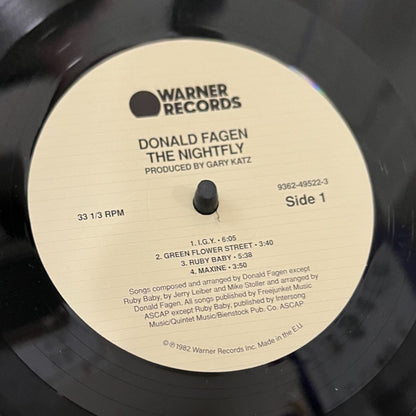 WARNER
RECORDS
DONALD FAGEN
THE NIGHTFLY
PRODUCED BY GARY KATZ
33 1/3 RPM
9362-49522-3
Side 1
1. I.G.Y. • 6:05
2. GREEN FLOWER STREET • 3:40
3. RUBY BABY • 5:38
4. MAXINE • 3:50
Songs composed and arranged by Donald Fagen except
Ruby Baby, by Jerry Leiber and Mike Stoller and arranged by
Donald Fagen. All songs published by Freejunket Music
ASCAP except Ruby Baby, published by Intersong
Music/Quintet Music/Bienstock Pub. Co. ASCAP
©℗1982 Warner Records Inc. Made in the E.U.